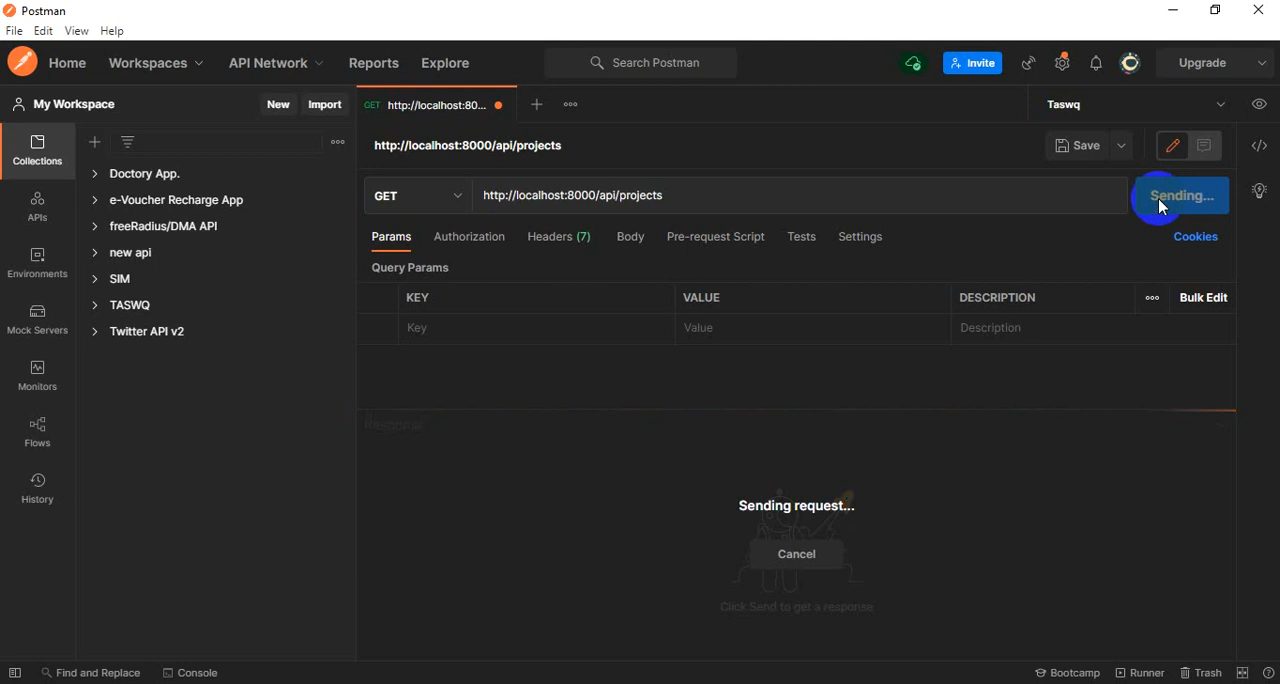 Postman
File Edit View Help
Home Workspaces API Network Reports Explore Search Postman Invite Upgrade
My Workspace New Import GET http://localhost:80... Taswq
Collections
APIs
Environments
Mock Servers
Monitors
Flows
History
Doctory App.
e-Voucher Recharge App
freeRadius/DMA API
new api
SIM
TASWQ
Twitter API v2
http://localhost:8000/api/projects Save
GET http://localhost:8000/api/projects Sending...
Params Authorization Headers (7) Body Pre-request Script Tests Settings Cookies
Query Params
KEY VALUE DESCRIPTION Bulk Edit
Key Value Description
Response
Sending request...
Cancel
Click Send to get a response
Find and Replace Console Bootcamp Runner Trash